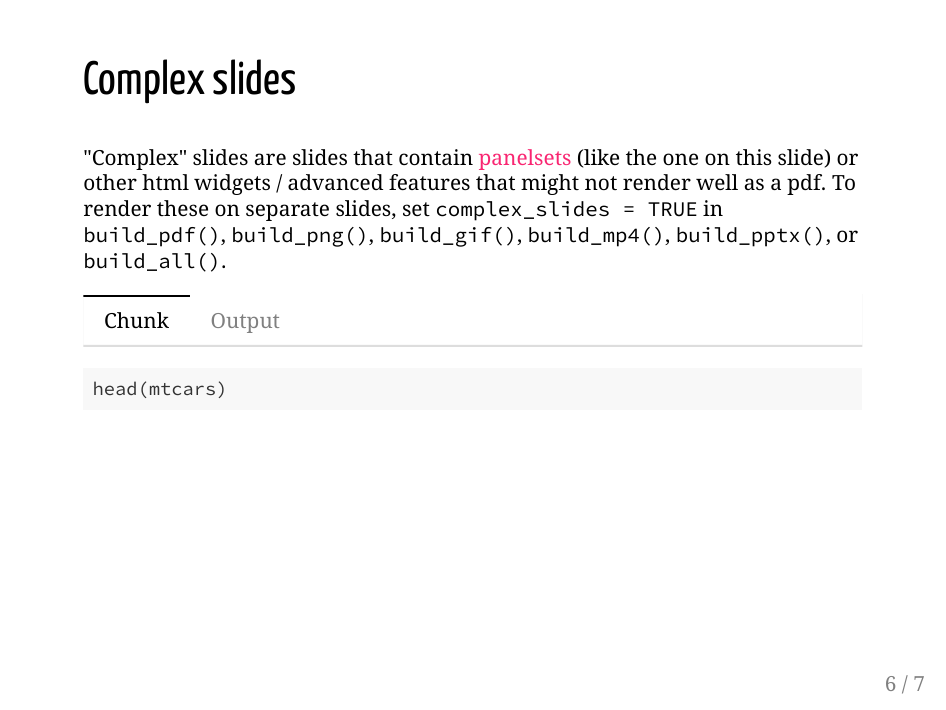 Complex slides
"Complex" slides are slides that contain panelsets (like the one on this slide) or
other html widgets / advanced features that might not render well as a pdf. To
render these on separate slides, set complex_slides = TRUE in
build_pdf(), build_png(), build_gif(), build_mp4(), build_pptx(), or
build_all().
Chunk Output
head(mtcars)
6 / 7